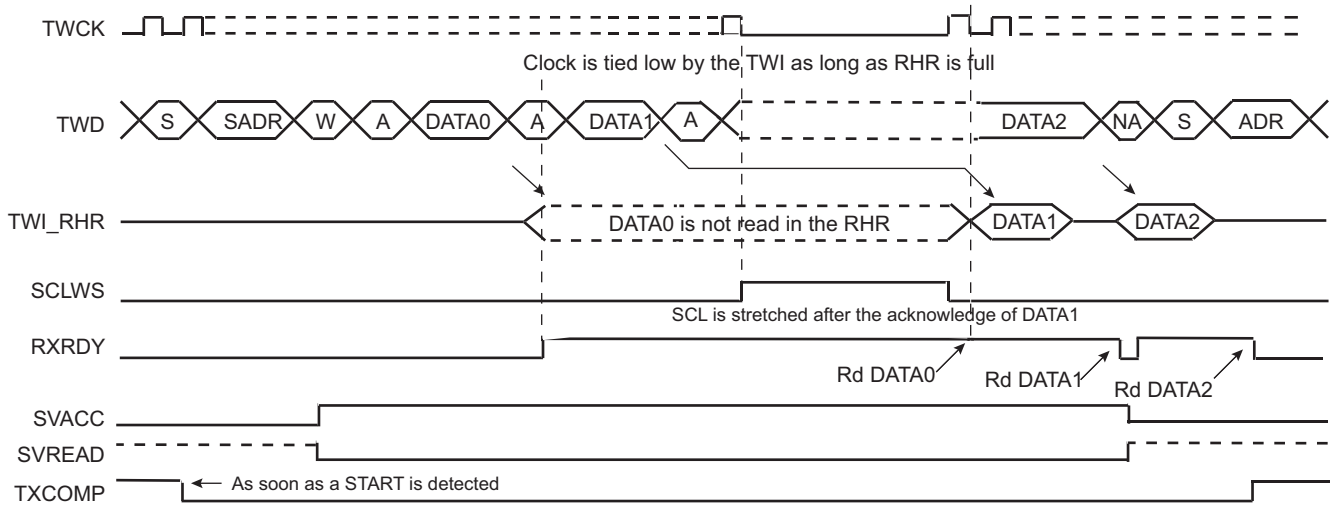 TWCK
Clock is tied low by the TWI as long as RHR is full
TWD S SADR W A DATA0 A DATA1 A DATA2 NA S ADR
TWI_RHR DATA0 is not read in the RHR DATA1 DATA2
SCLWS
SCL is stretched after the acknowledge of DATA1
RXRDY
Rd DATA0 Rd DATA1 Rd DATA2
SVACC
SVREAD
TXCOMP As soon as a START is detected